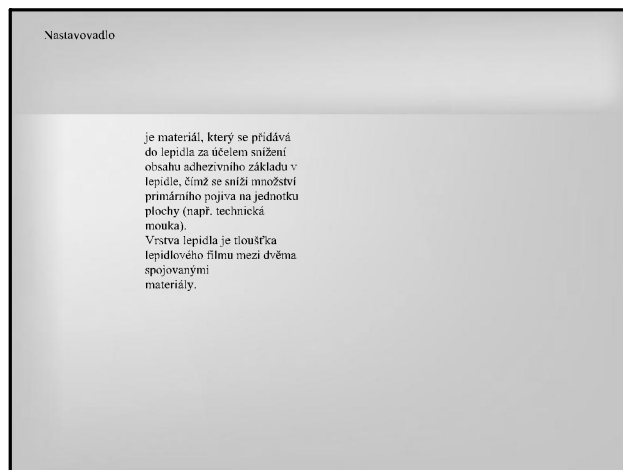 Nastavovadlo
je materiál, který se přidává
do lepidla za účelem snížení
obsahu adhezivního základu v
lepidle, čímž se sníží množství
primárního pojiva na jednotku
plochy (např. technická
mouka).
Vrstva lepidla je tloušťka
lepidlového filmu mezi dvěma
spojovanými
materiály.